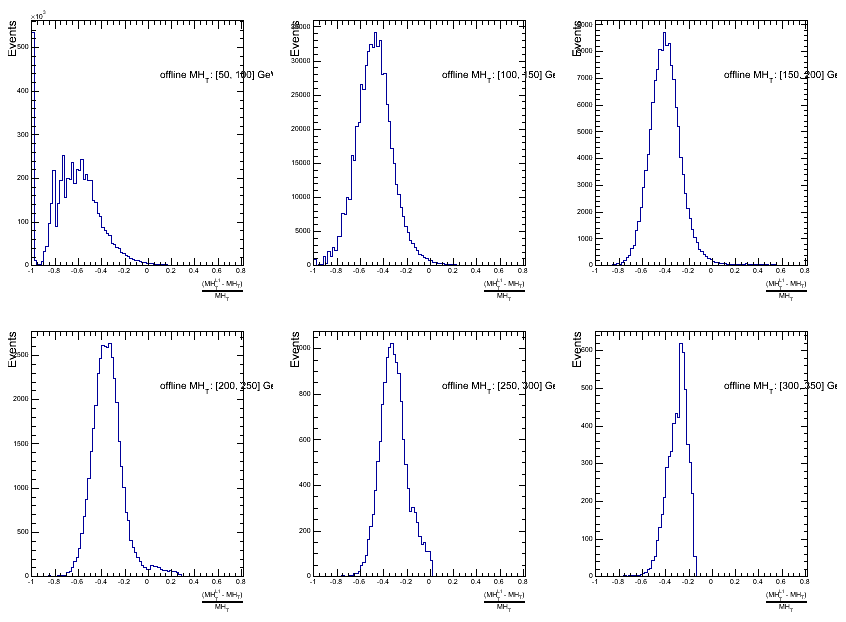 ×10³
Events
500
400
300
200
100
0
offline MH_T: [50, 100] GeV
-1 -0.8 -0.6 -0.4 -0.2 0 0.2 0.4 0.6 0.8
(MH_T^L1 - MH_T)
MH_T
Events
35000
30000
25000
20000
15000
10000
5000
0
offline MH_T: [100, 150] Ge
-1 -0.8 -0.6 -0.4 -0.2 0 0.2 0.4 0.6 0.8
(MH_T^L1 - MH_T)
MH_T
Events
9000
8000
7000
6000
5000
4000
3000
2000
1000
0
offline MH_T: [150, 200] Ge
-1 -0.8 -0.6 -0.4 -0.2 0 0.2 0.4 0.6 0.8
(MH_T^L1 - MH_T)
MH_T
Events
2500
2000
1500
1000
500
0
offline MH_T: [200, 250] Ge
-1 -0.8 -0.6 -0.4 -0.2 0 0.2 0.4 0.6 0.8
(MH_T^L1 - MH_T)
MH_T
Events
1000
800
600
400
200
0
offline MH_T: [250, 300] Ge
-1 -0.8 -0.6 -0.4 -0.2 0 0.2 0.4 0.6 0.8
(MH_T^L1 - MH_T)
MH_T
Events
600
500
400
300
200
100
0
offline MH_T: [300, 350] Ge
-1 -0.8 -0.6 -0.4 -0.2 0 0.2 0.4 0.6 0.8
(MH_T^L1 - MH_T)
MH_T